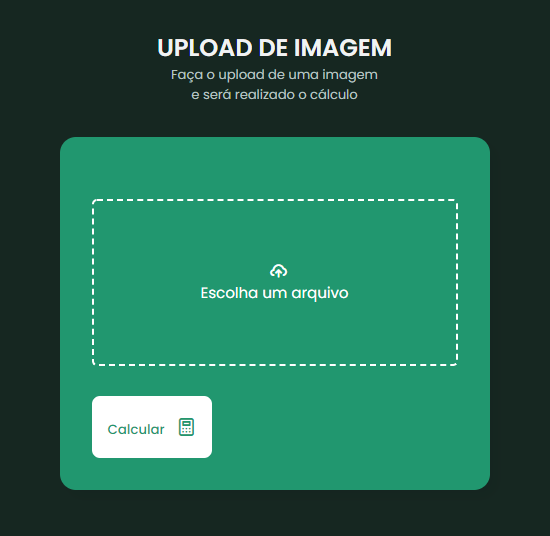 UPLOAD DE IMAGEM
Faça o upload de uma imagem
e será realizado o cálculo
Escolha um arquivo
Calcular